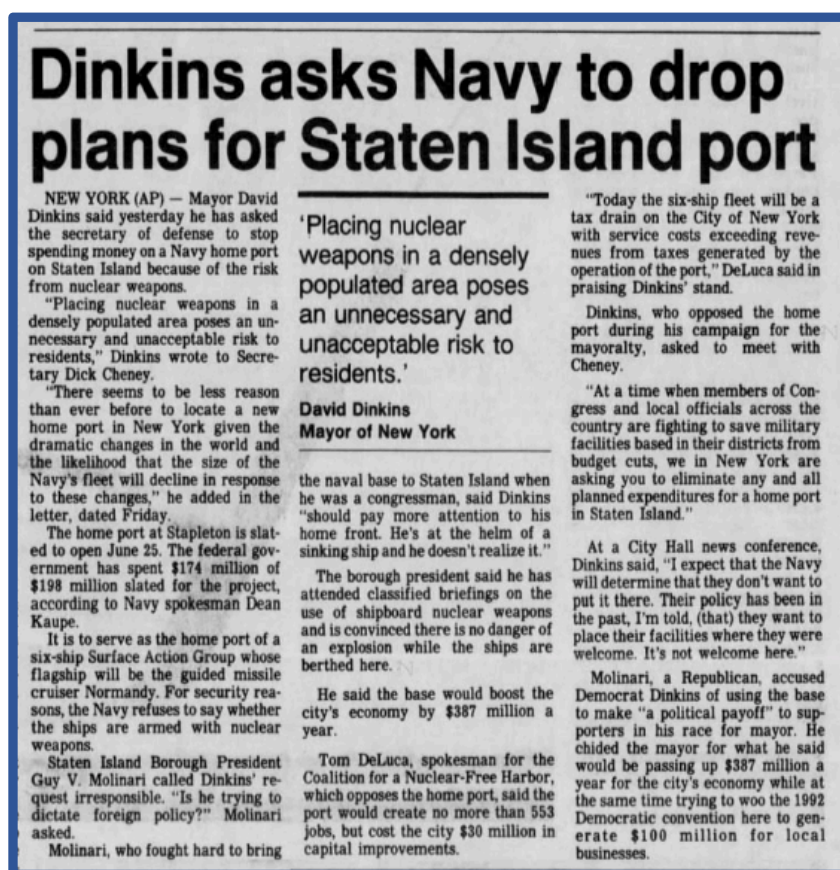 Dinkins asks Navy to drop
plans for Staten Island port
NEW YORK (AP) — Mayor David
Dinkins said yesterday he has asked
the secretary of defense to stop
spending money on a Navy home port
on Staten Island because of the risk
from nuclear weapons.
"Placing nuclear weapons in a
densely populated area poses an un-
necessary and unacceptable risk to
residents," Dinkins wrote to Secre-
tary Dick Cheney.
"There seems to be less reason
than ever before to locate a new
home port in New York given the
dramatic changes in the world and
the likelihood that the size of the
Navy's fleet will decline in response
to these changes," he added in the
letter, dated Friday.
The home port at Stapleton is slat-
ed to open June 25. The federal gov-
ernment has spent $174 million of
$198 million slated for the project,
according to Navy spokesman Dean
Kaupe.
It is to serve as the home port of a
six-ship Surface Action Group whose
flagship will be the guided missile
cruiser Normandy. For security rea-
sons, the Navy refuses to say whether
the ships are armed with nuclear
weapons.
Staten Island Borough President
Guy V. Molinari called Dinkins' re-
quest irresponsible. "Is he trying to
dictate foreign policy?" Molinari
asked.
Molinari, who fought hard to bring
'Placing nuclear
weapons in a densely
populated area poses
an unnecessary and
unacceptable risk to
residents.'
David Dinkins
Mayor of New York
the naval base to Staten Island when
he was a congressman, said Dinkins
"should pay more attention to his
home front. He's at the helm of a
sinking ship and he doesn't realize it."
The borough president said he has
attended classified briefings on the
use of shipboard nuclear weapons
and is convinced there is no danger of
an explosion while the ships are
berthed here.
He said the base would boost the
city's economy by $387 million a
year.
Tom DeLuca, spokesman for the
Coalition for a Nuclear-Free Harbor,
which opposes the home port, said the
port would create no more than 553
jobs, but cost the city $30 million in
capital improvements.
"Today the six-ship fleet will be a
tax drain on the City of New York
with service costs exceeding reve-
nues from taxes generated by the
operation of the port," DeLuca said in
praising Dinkins' stand.
Dinkins, who opposed the home
port during his campaign for the
mayoralty, asked to meet with
Cheney.
"At a time when members of Con-
gress and local officials across the
country are fighting to save military
facilities based in their districts from
budget cuts, we in New York are
asking you to eliminate any and all
planned expenditures for a home port
in Staten Island."
At a City Hall news conference,
Dinkins said, "I expect that the Navy
will determine that they don't want to
put it there. Their policy has been in
the past, I'm told, (that) they want to
place their facilities where they were
welcome. It's not welcome here."
Molinari, a Republican, accused
Democrat Dinkins of using the base
to make "a political payoff" to sup-
porters in his race for mayor. He
chided the mayor for what he said
would be passing up $387 million a
year for the city's economy while at
the same time trying to woo the 1992
Democratic convention here to gen-
erate $100 million for local
businesses.